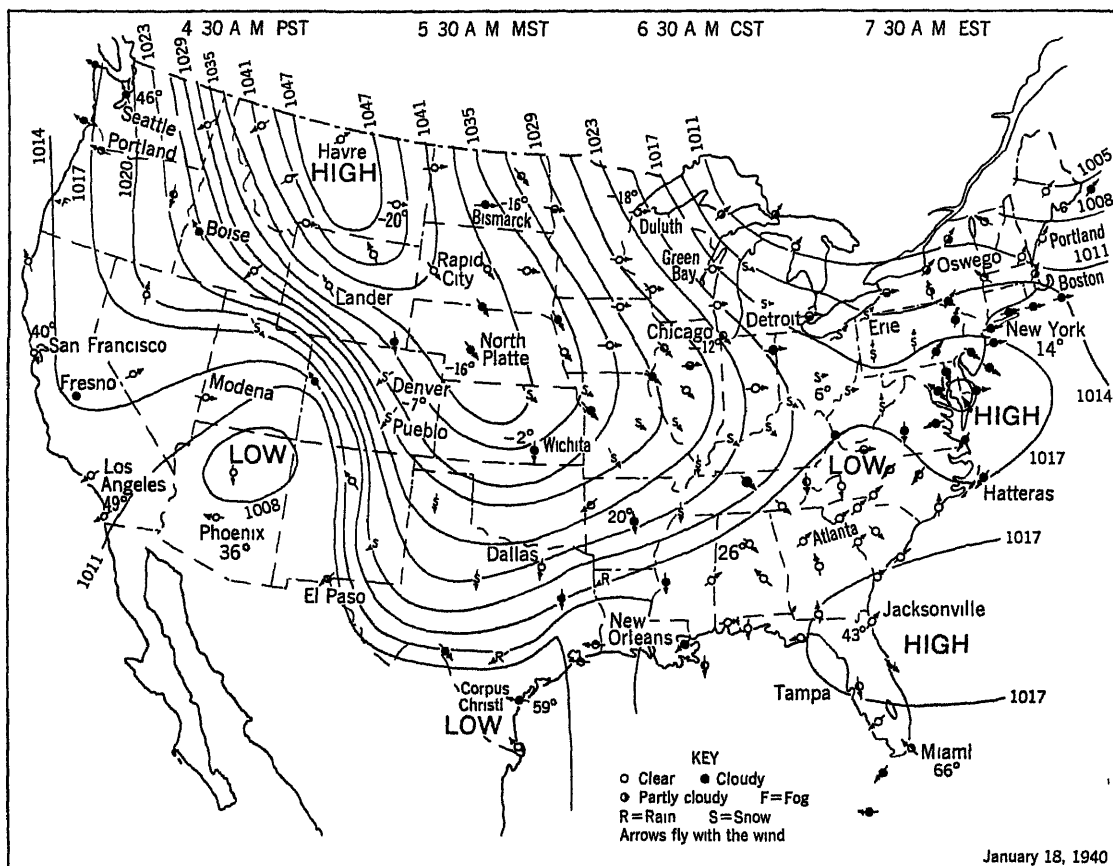 4 30 A M PST 5 30 A M MST 6 30 A M CST 7 30 A M EST
1023
1029
1035
1041
1047
1047
1041
1035
1029
1023
1017
1011
1005
1008
1011
1014
1017
1014
1017
1020
46°
Seattle
Portland
Havre
HIGH
-20°
-16°
Bismarck
-18°
Duluth
Green
Bay
-6°
Portland
Oswego
Boston
Boise
Lander
Rapid
City
North
Platte
-16°
Chicago
-12°
Detroit
Erie
New York
14°
40°
San Francisco
Fresno
Modena
Denver
-7°
Pueblo
-2°
Wichita
6°
HIGH
LOW
1008
LOW
Hatteras
Los
Angeles
49°
Phoenix
36°
1011
El Paso
Dallas
20°
26°
Atlanta
1017
New
Orleans
Jacksonville
43°
HIGH
Tampa
1017
Corpus
Christi
59°
LOW
Miami
66°
KEY
Clear Cloudy
Partly cloudy F=Fog
R=Rain S=Snow
Arrows fly with the wind
January 18, 1940